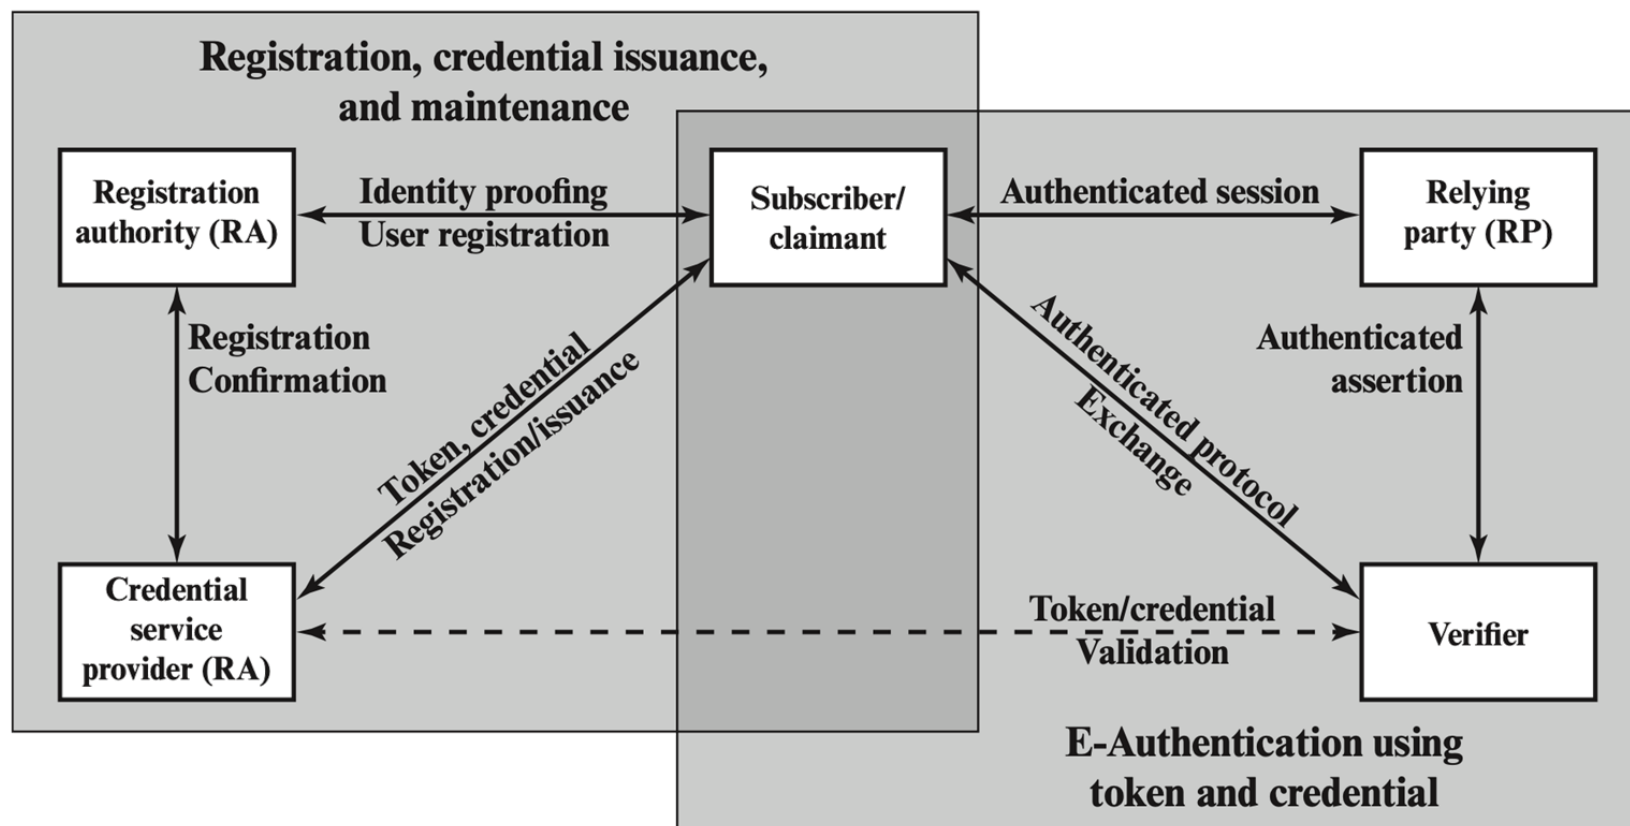 Registration, credential issuance,
and maintenance
Registration
authority (RA)
Identity proofing
User registration
Subscriber/
claimant
Authenticated session
Relying
party (RP)
Registration
Confirmation
Token, credential
Registration/issuance
Authenticated protocol
Exchange
Authenticated
assertion
Credential
service
provider (RA)
Token/credential
Validation
Verifier
E-Authentication using
token and credential